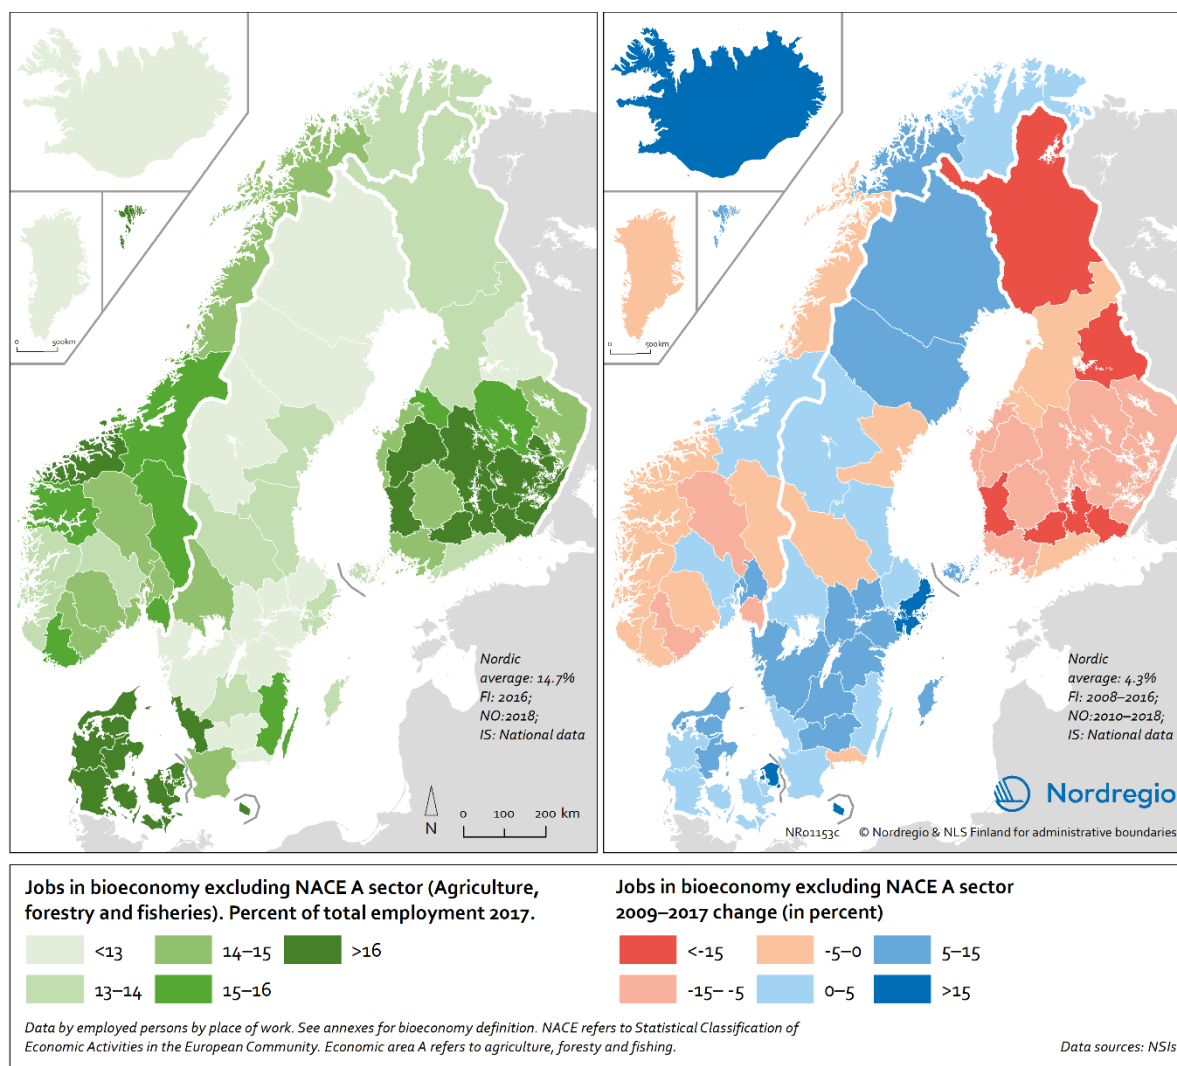 0 500km
Nordic
average: 14.7%
FI: 2016;
NO:2018;
IS: National data
N
0 100 200 km
0 500km
Nordic
average: 4.3%
FI: 2008–2016;
NO:2010–2018;
IS: National data
Nordregio
NR01153c © Nordregio & NLS Finland for administrative boundaries
Jobs in bioeconomy excluding NACE A sector (Agriculture,
forestry and fisheries). Percent of total employment 2017.
<13 14–15 >16
13–14 15–16
Jobs in bioeconomy excluding NACE A sector
2009–2017 change (in percent)
<-15 -5–0 5–15
-15– -5 0–5 >15
Data by employed persons by place of work. See annexes for bioeconomy definition. NACE refers to Statistical Classification of
Economic Activities in the European Community. Economic area A refers to agriculture, foresty and fishing.
Data sources: NSIs